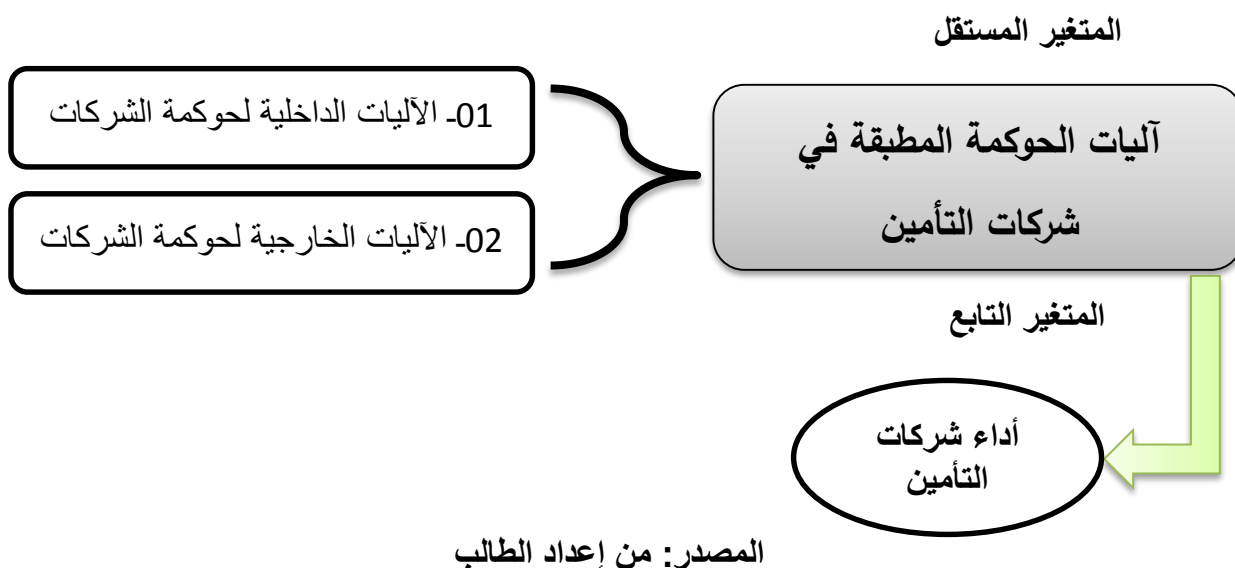 المتغير المستقل
آليات الحوكمة المطبقة في
شركات التأمين
01ـ الآليات الداخلية لحوكمة الشركات
02ـ الآليات الخارجية لحوكمة الشركات
المتغير التابع
أداء شركات
التأمين
المصدر: من إعداد الطالب